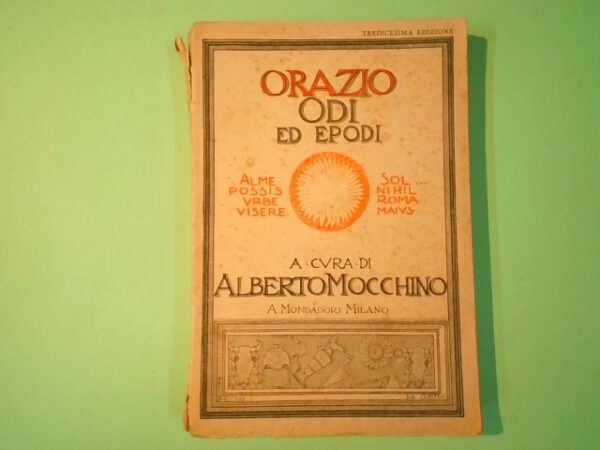 TREDICESIMA EDIZIONE
ORAZIO
ODI
ED EPODI
ALME SOL...
POSSIS NIHIL
VRBE ROMA
VISERE MAIVS
A CVRA DI
ALBERTO MOCCHINO
A. MONDADORI MILANO